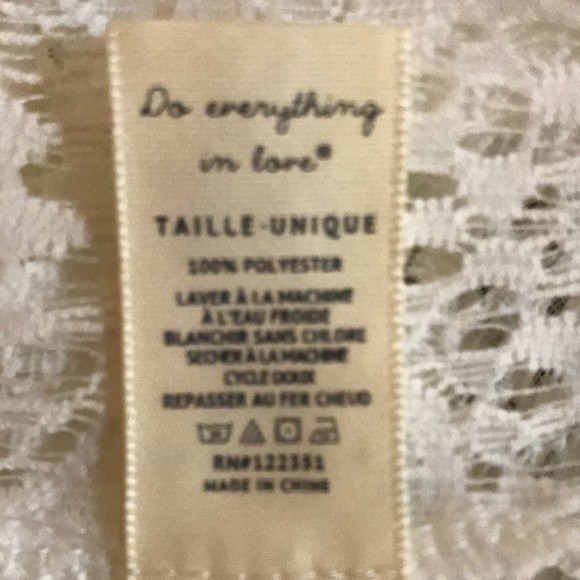 Do everything
in love®
TAILLE-UNIQUE
100% POLYESTER
LAVER À LA MACHINE
À L'EAU FROIDE
BLANCHIR SANS CHLORE
SECHER À LA MACHINE
CYCLE DOUX
REPASSER AU FER CHEUD
RN#122351
MADE IN CHINE